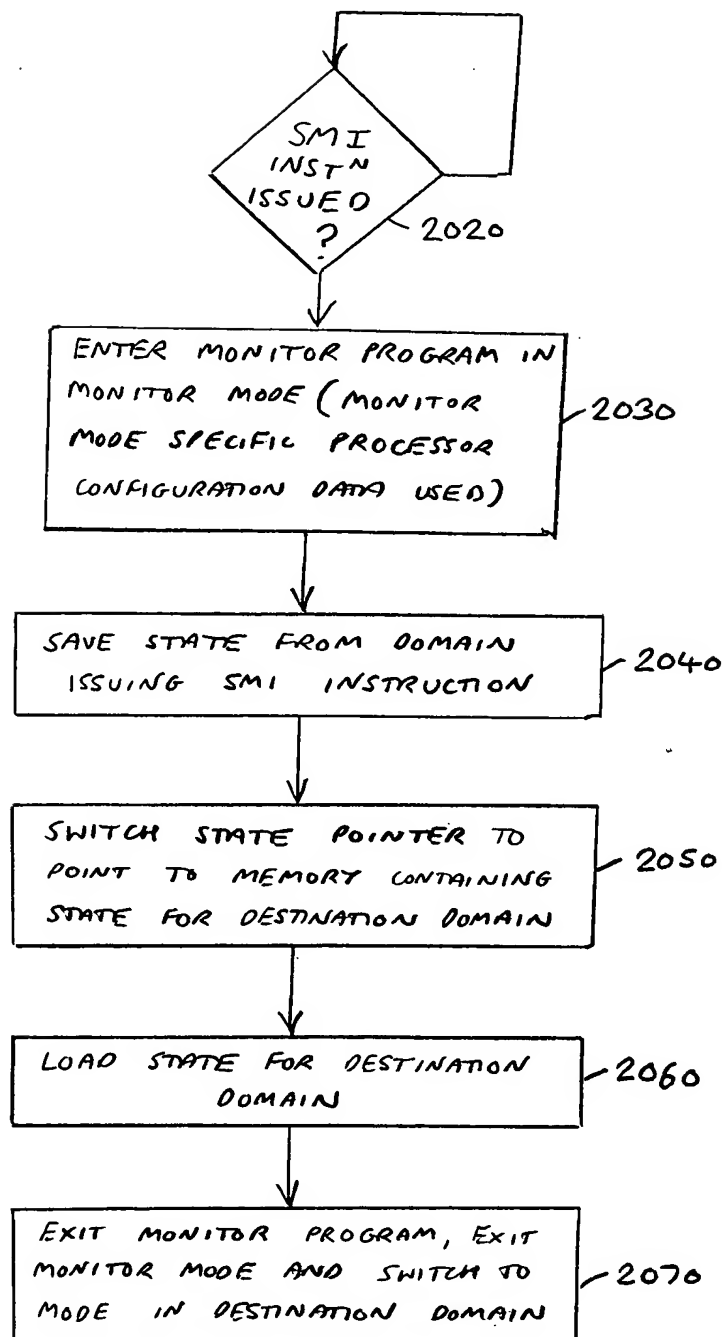 SMI
INSTN
ISSUED
?
2020
ENTER MONITOR PROGRAM IN
MONITOR MODE (MONITOR
MODE SPECIFIC PROCESSOR
CONFIGURATION DATA USED)
2030
SAVE STATE FROM DOMAIN
ISSUING SMI INSTRUCTION
2040
SWITCH STATE POINTER TO
POINT TO MEMORY CONTAINING
STATE FOR DESTINATION DOMAIN
2050
LOAD STATE FOR DESTINATION
DOMAIN
2060
EXIT MONITOR PROGRAM, EXIT
MONITOR MODE AND SWITCH TO
MODE IN DESTINATION DOMAIN
2070